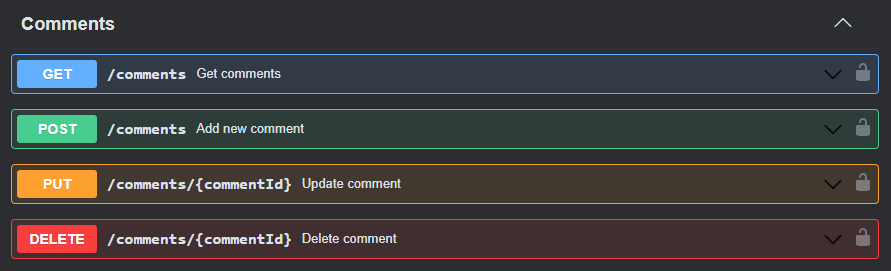 Comments
GET /comments Get comments
POST /comments Add new comment
PUT /comments/{commentId} Update comment
DELETE /comments/{commentId} Delete comment